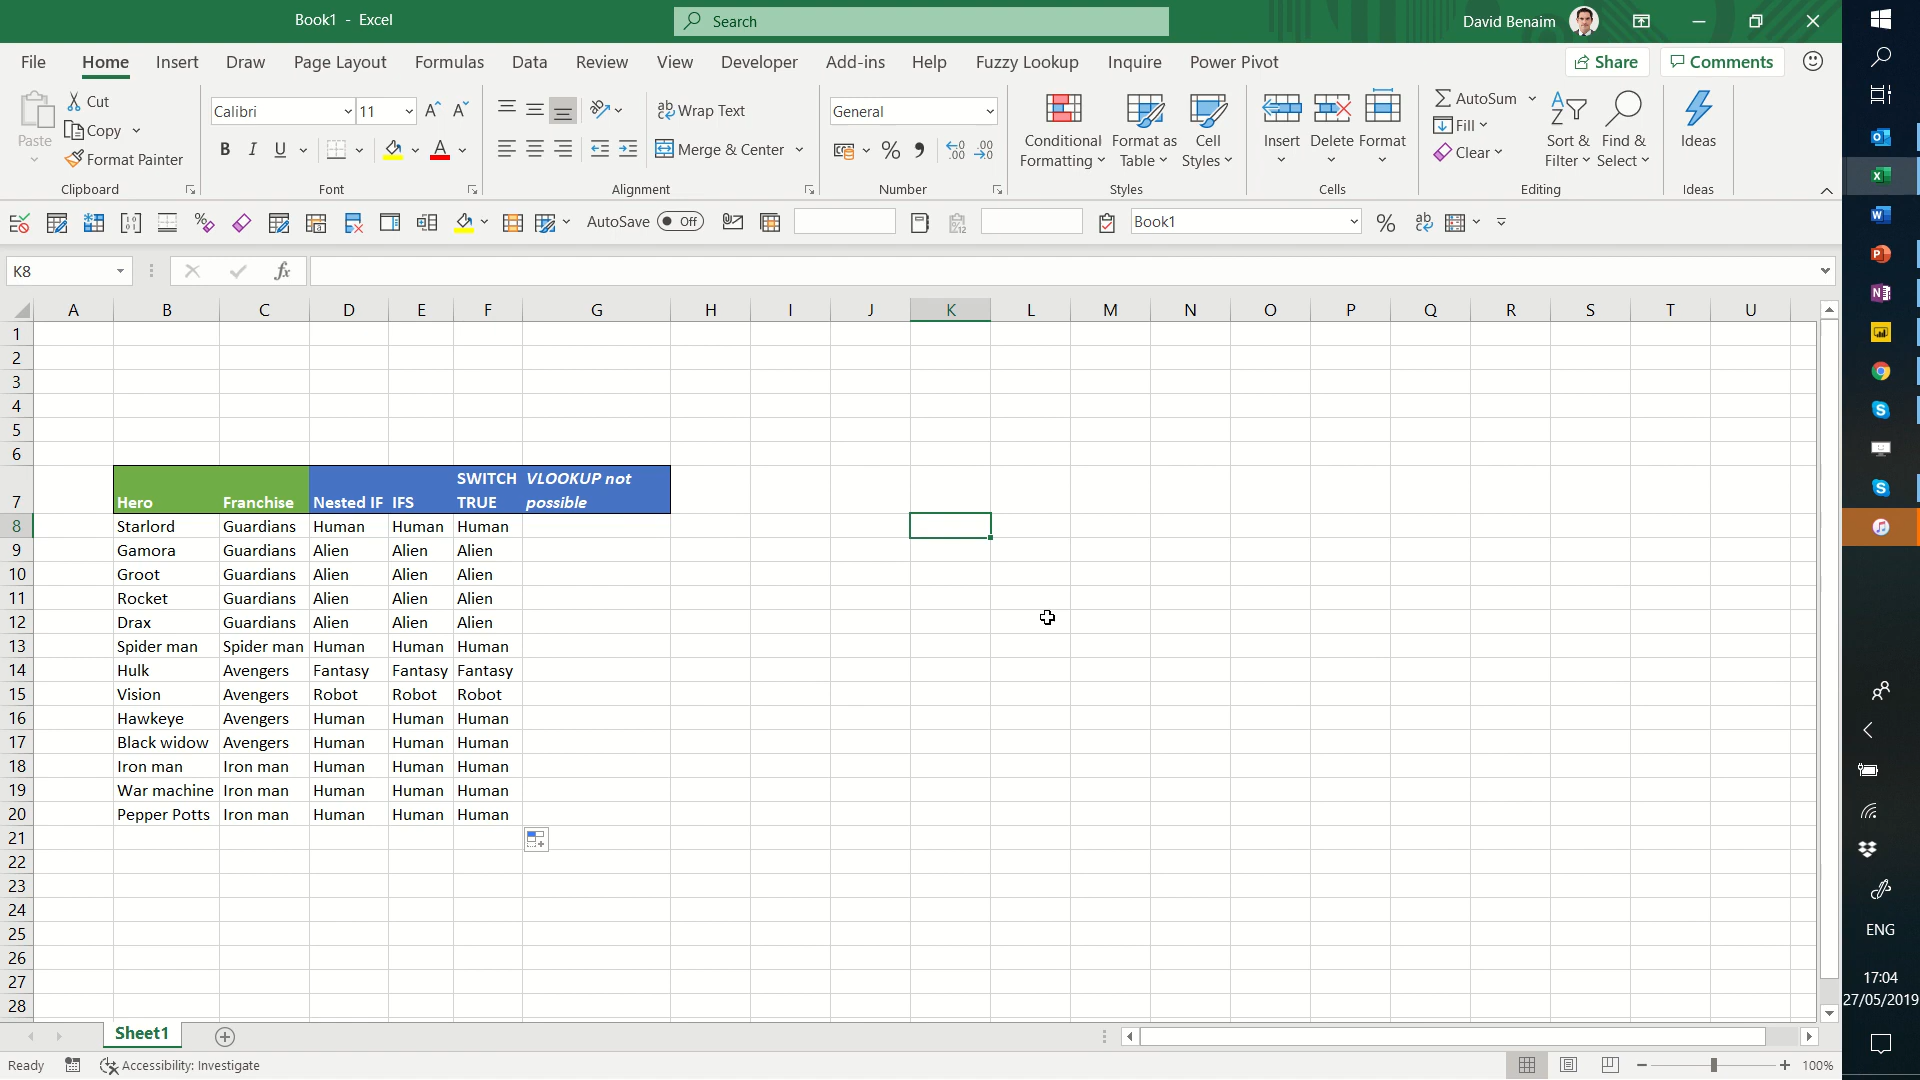 Book1 - Excel
Search
David Benaim
File Home Insert Draw Page Layout Formulas Data Review View Developer Add-ins Help Fuzzy Lookup Inquire Power Pivot
Share
Comments
Paste
Cut
Copy
Format Painter
Clipboard
Calibri 11
B I U
Font
Wrap Text
Merge & Center
Alignment
General
Number
Conditional Formatting
Format as Table
Cell Styles
Styles
Insert
Delete
Format
Cells
AutoSum
Fill
Clear
Sort & Filter
Find & Select
Editing
Ideas
Ideas
AutoSave Off
Book1
K8
fx
A B C D E F G H I J K L M N O P Q R S T U
1
2
3
4
5
6
7 Hero Franchise Nested IF IFS SWITCH TRUE VLOOKUP not possible
8 Starlord Guardians Human Human Human
9 Gamora Guardians Alien Alien Alien
10 Groot Guardians Alien Alien Alien
11 Rocket Guardians Alien Alien Alien
12 Drax Guardians Alien Alien Alien
13 Spider man Spider man Human Human Human
14 Hulk Avengers Fantasy Fantasy Fantasy
15 Vision Avengers Robot Robot Robot
16 Hawkeye Avengers Human Human Human
17 Black widow Avengers Human Human Human
18 Iron man Iron man Human Human Human
19 War machine Iron man Human Human Human
20 Pepper Potts Iron man Human Human Human
21
22
23
24
25
26
27
28
Sheet1
Ready
Accessibility: Investigate
100%
ENG
17:04
27/05/2019